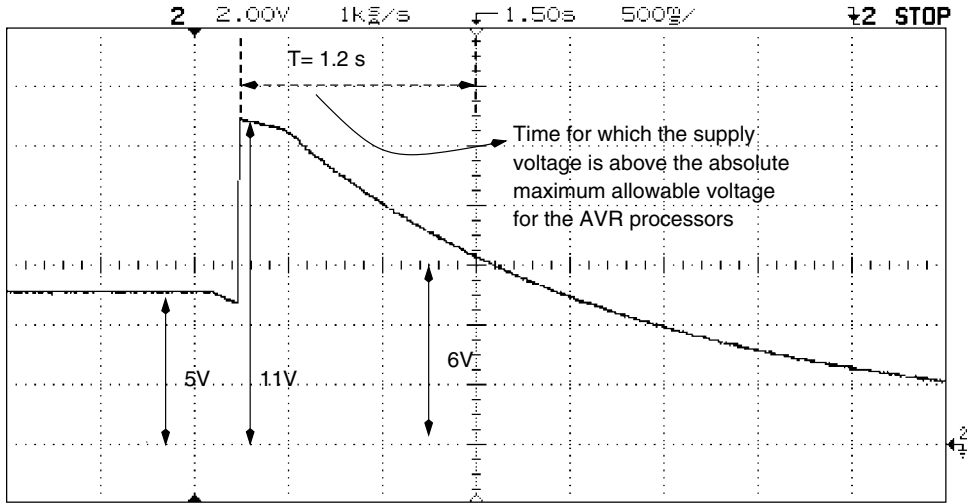 2 2.00V 1k㎮/s 1.50s 500㎳/ ↯2 STOP
T= 1.2 s
Time for which the supply
voltage is above the absolute
maximum allowable voltage
for the AVR processors
5V
11V
6V